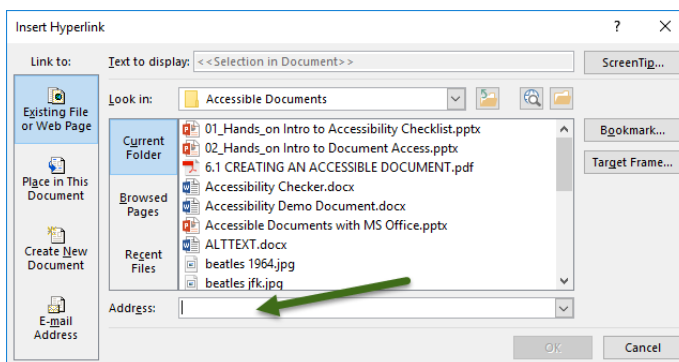 Insert Hyperlink
? X
Link to:
Text to display: <<Selection in Document>>
ScreenTip...
Existing File
or Web Page
Look in:
Accessible Documents
Current
Folder
01_Hands_on Intro to Accessibility Checklist.pptx
02_Hands_on Intro to Document Access.pptx
6.1 CREATING AN ACCESSIBLE DOCUMENT.pdf
Accessibility Checker.docx
Accessibility Demo Document.docx
Accessible Documents with MS Office.pptx
ALTTEXT.docx
beatles 1964.jpg
beatles jfk.jpg
Bookmark...
Target Frame...
Place in This
Document
Browsed
Pages
Create New
Document
Recent
Files
E-mail
Address
Address:
OK
Cancel